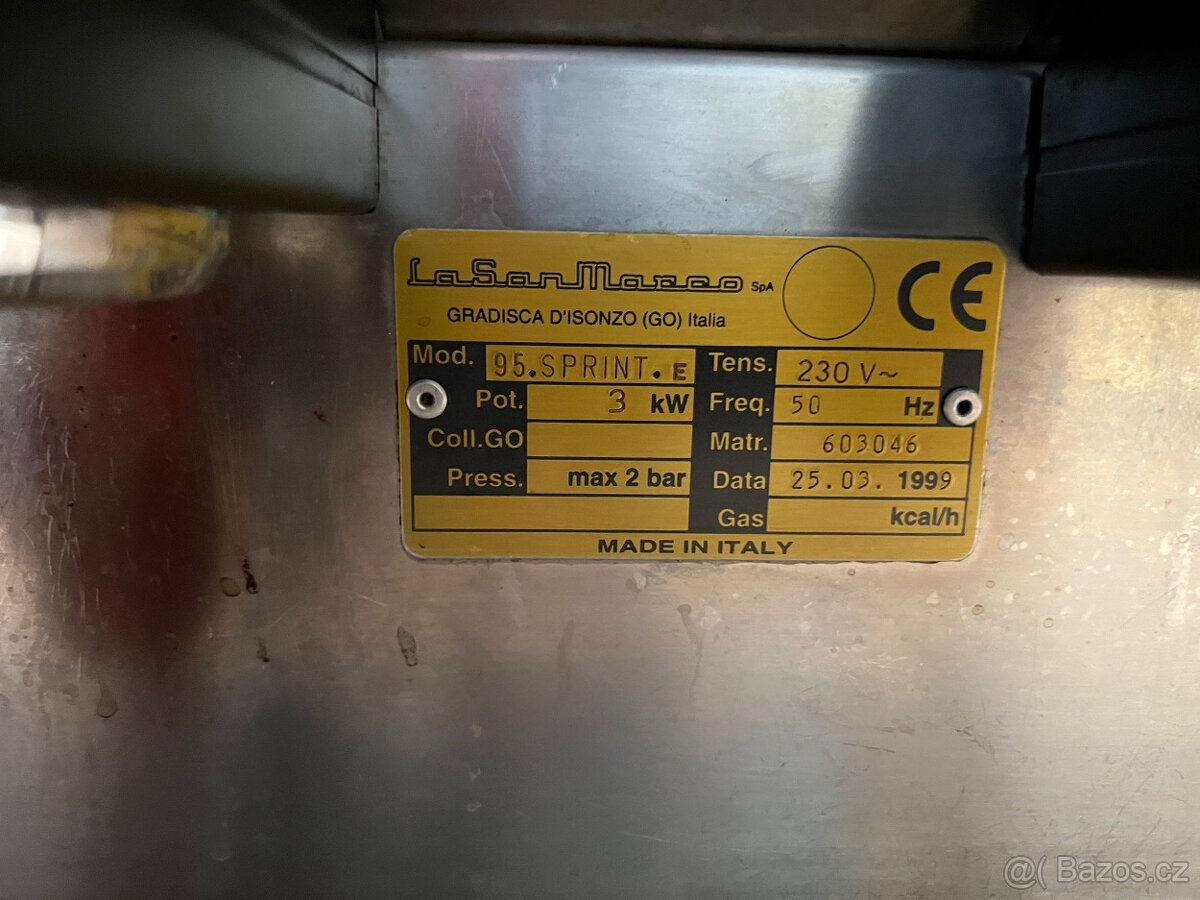 LaSanMarco SpA CE
GRADISCA D'ISONZO (GO) Italia
Mod. 95.SPRINT.E Tens. 230 V~
Pot. 3 kW Freq. 50 Hz
Coll.GO Matr. 603046
Press. max 2 bar Data 25.03. 1999
Gas kcal/h
MADE IN ITALY
@( Bazos.cz